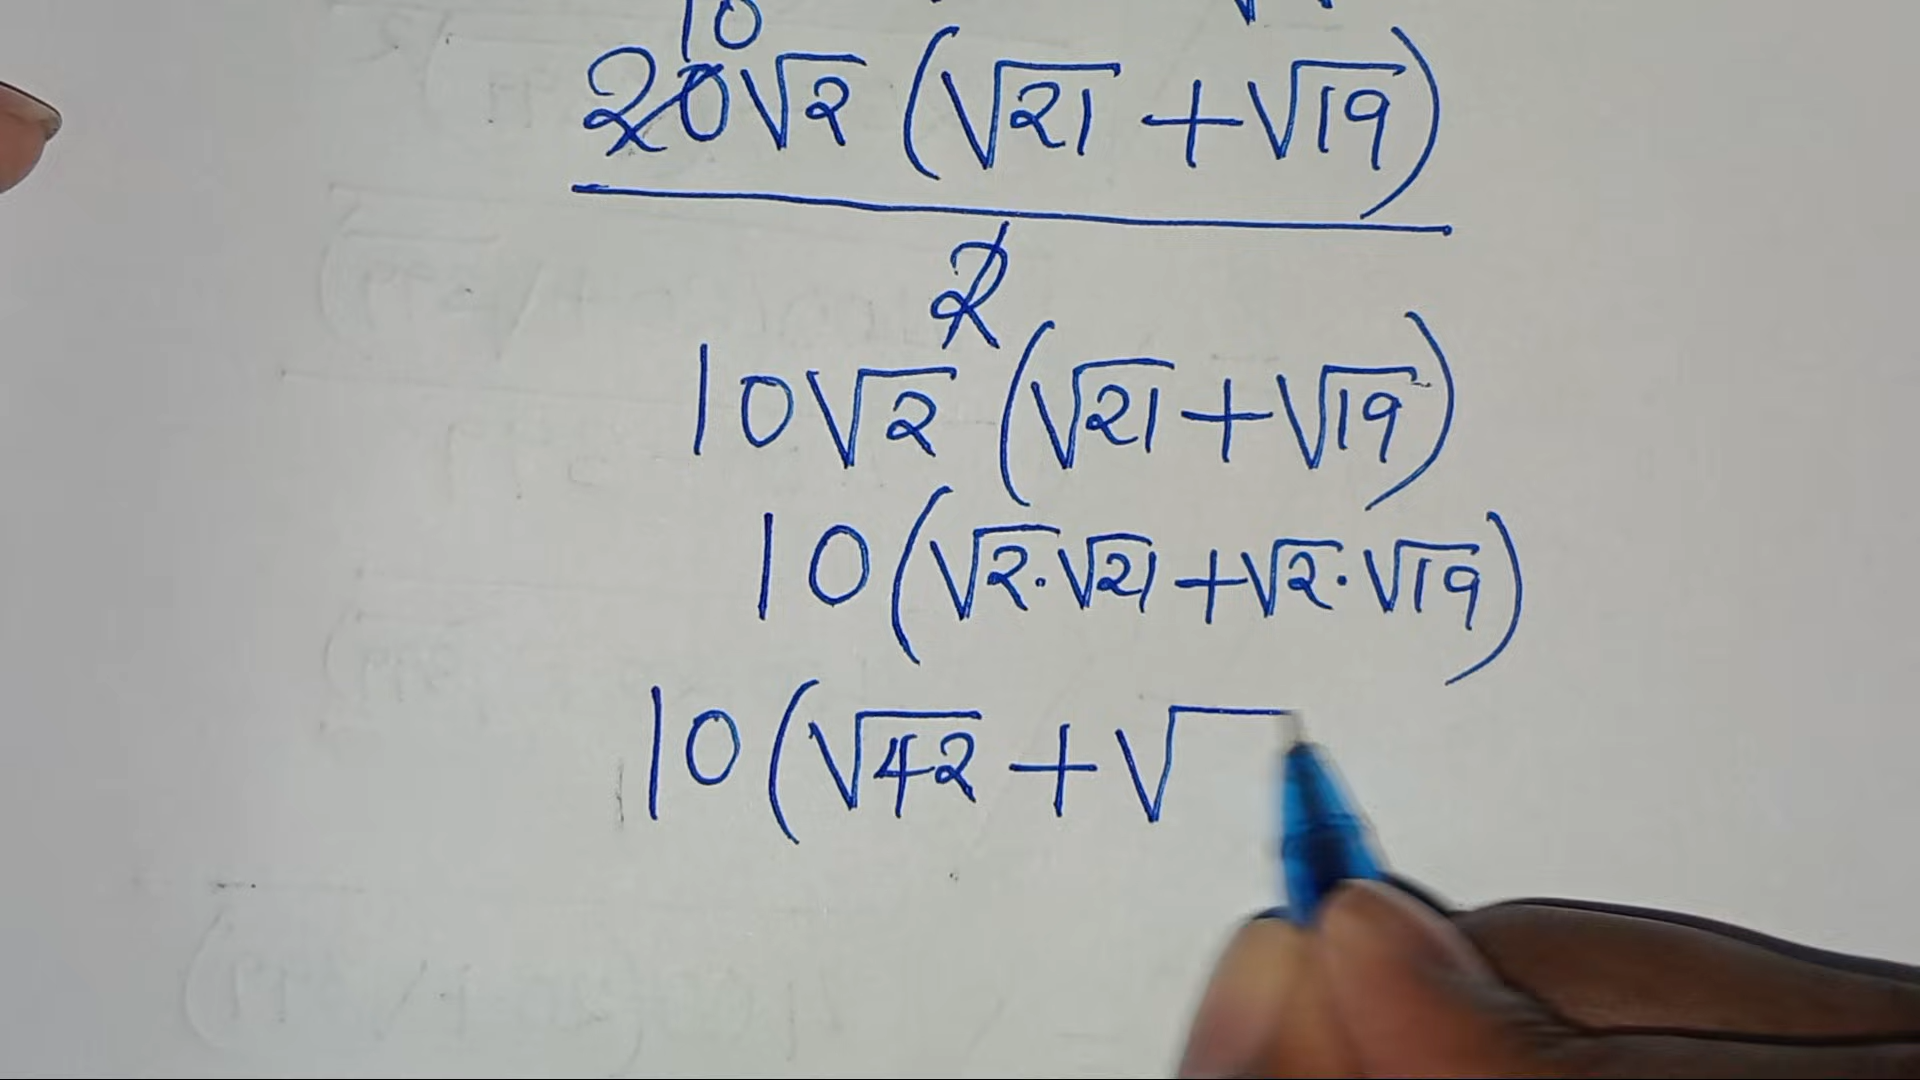 10
20√2 (√21 + √19)
2
10√2 (√21 + √19)
10 (√2·√21 + √2·√19)
10 (√42 + √